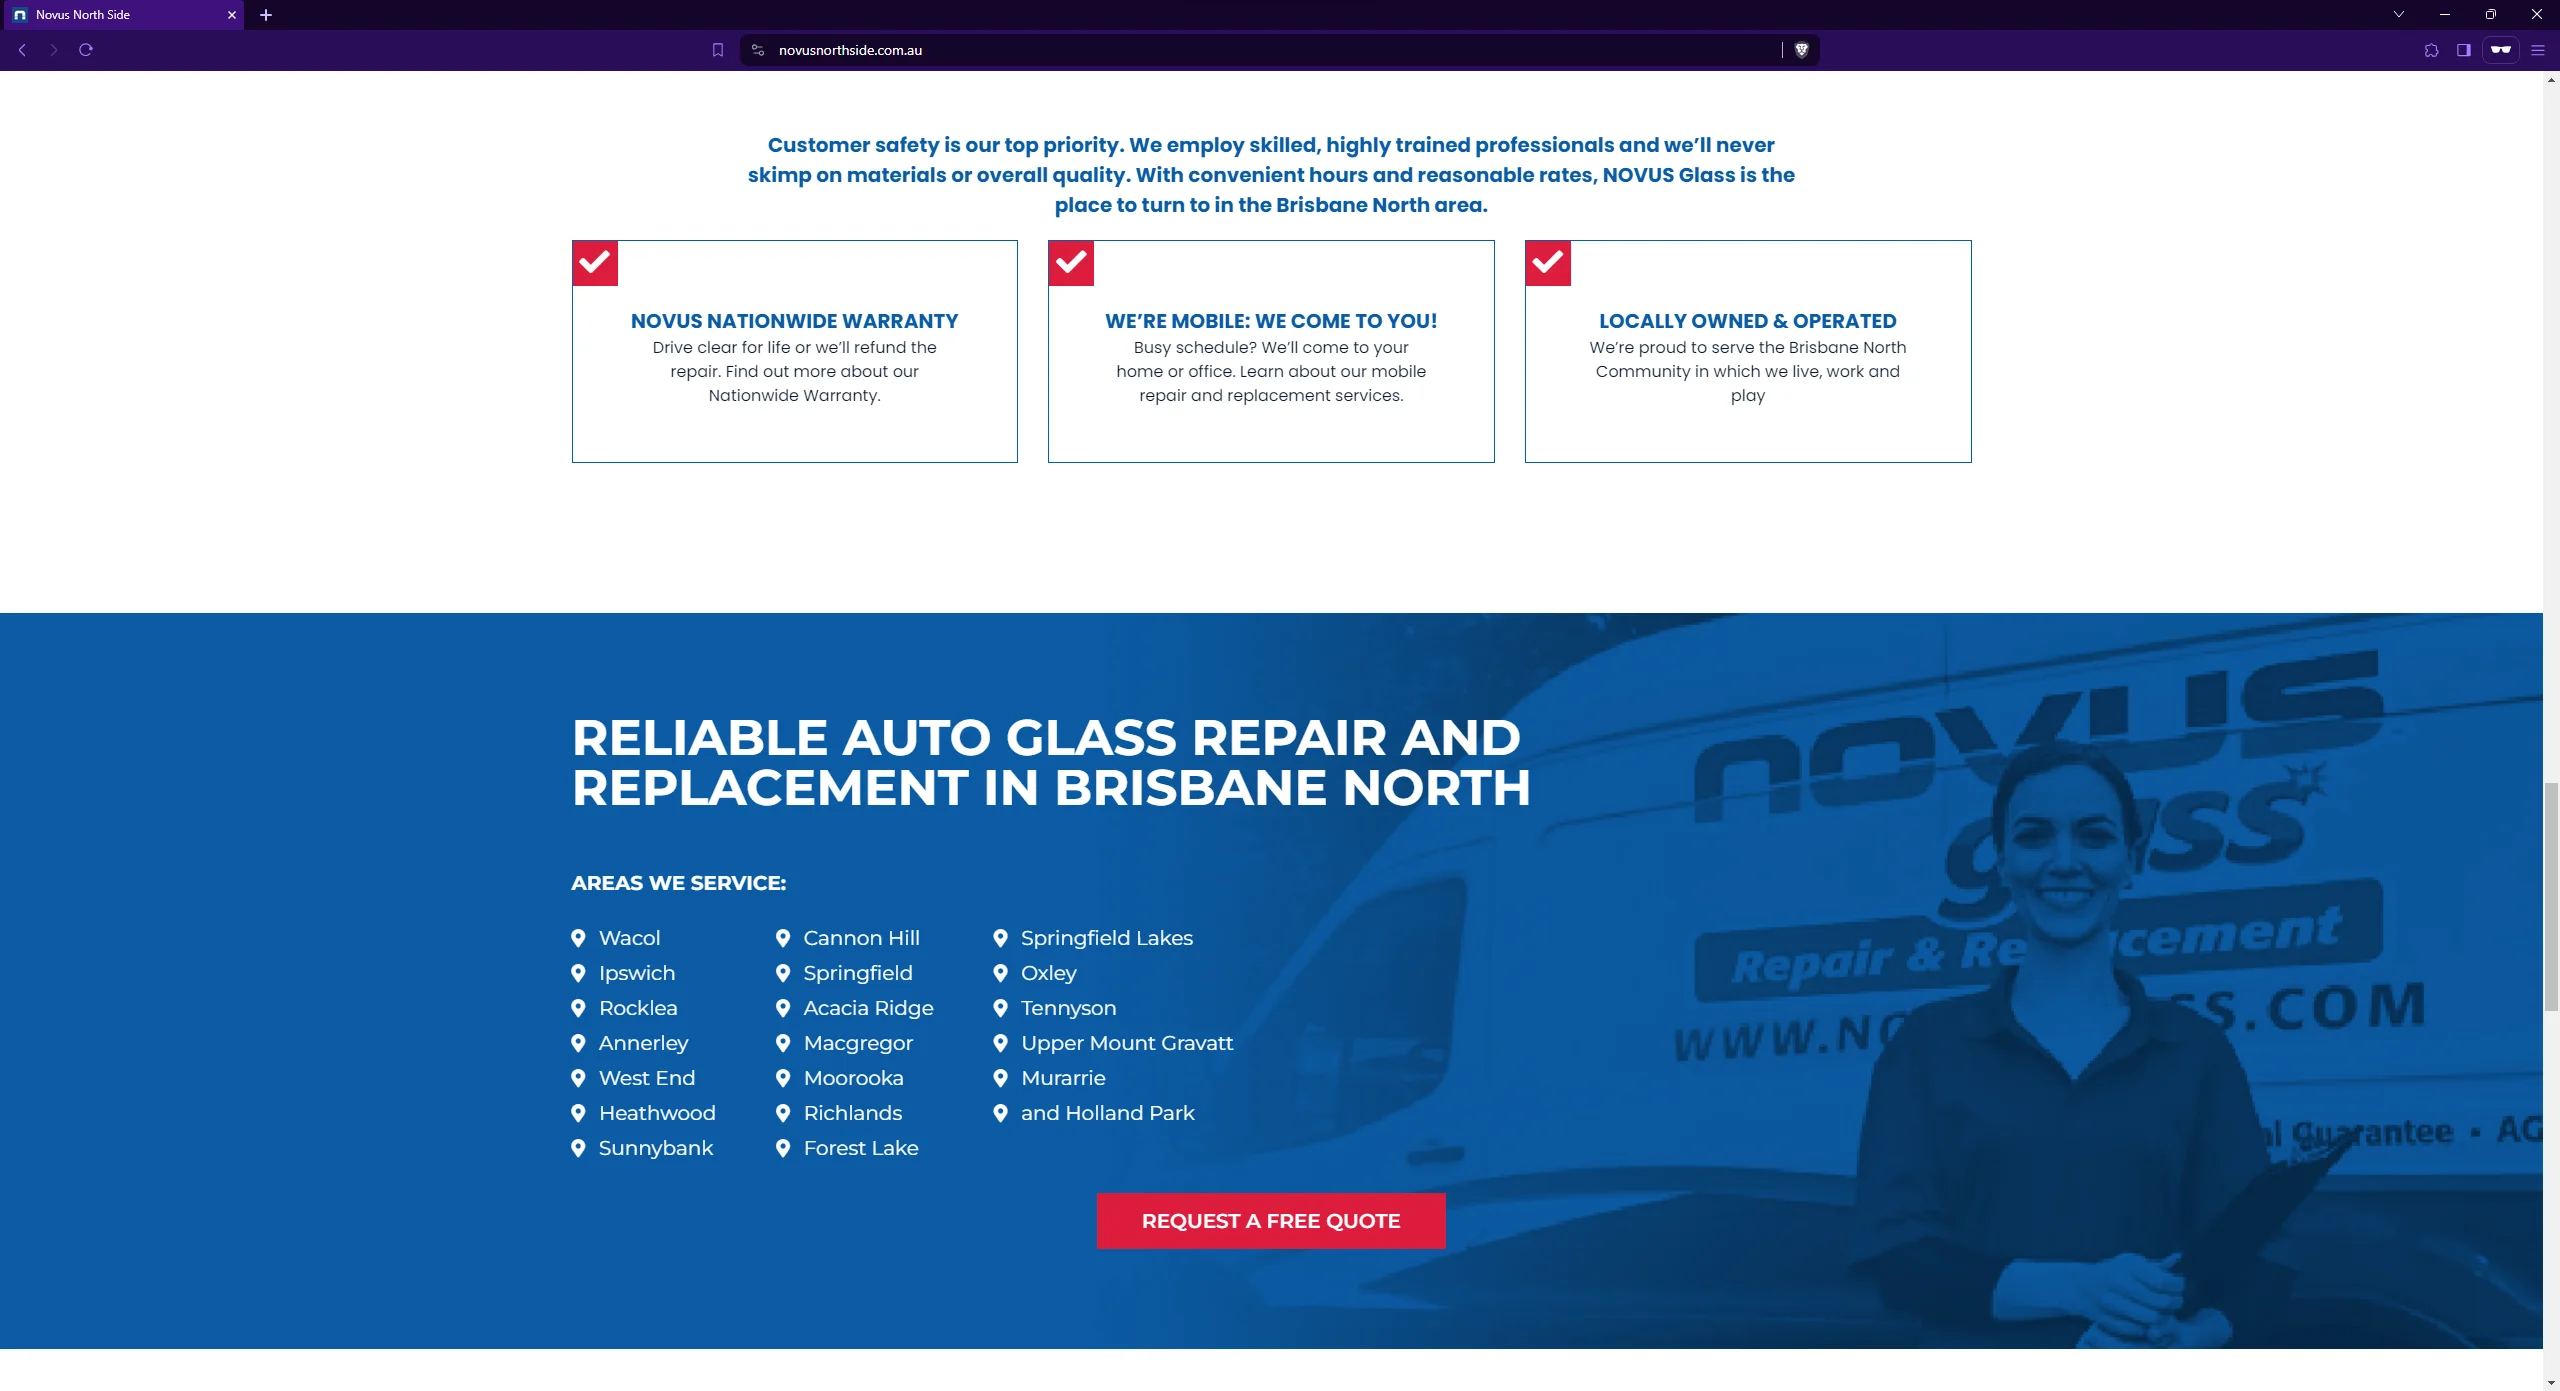 Novus North Side
novusnorthside.com.au
Customer safety is our top priority. We employ skilled, highly trained professionals and we’ll never
skimp on materials or overall quality. With convenient hours and reasonable rates, NOVUS Glass is the
place to turn to in the Brisbane North area.
NOVUS NATIONWIDE WARRANTY
Drive clear for life or we’ll refund the
repair. Find out more about our
Nationwide Warranty.
WE’RE MOBILE: WE COME TO YOU!
Busy schedule? We’ll come to your
home or office. Learn about our mobile
repair and replacement services.
LOCALLY OWNED & OPERATED
We’re proud to serve the Brisbane North
Community in which we live, work and
play
RELIABLE AUTO GLASS REPAIR AND
REPLACEMENT IN BRISBANE NORTH
AREAS WE SERVICE:
Wacol
Ipswich
Rocklea
Annerley
West End
Heathwood
Sunnybank
Cannon Hill
Springfield
Acacia Ridge
Macgregor
Moorooka
Richlands
Forest Lake
Springfield Lakes
Oxley
Tennyson
Upper Mount Gravatt
Murarrie
and Holland Park
REQUEST A FREE QUOTE
novus
Repair & Re cement
Guarantee